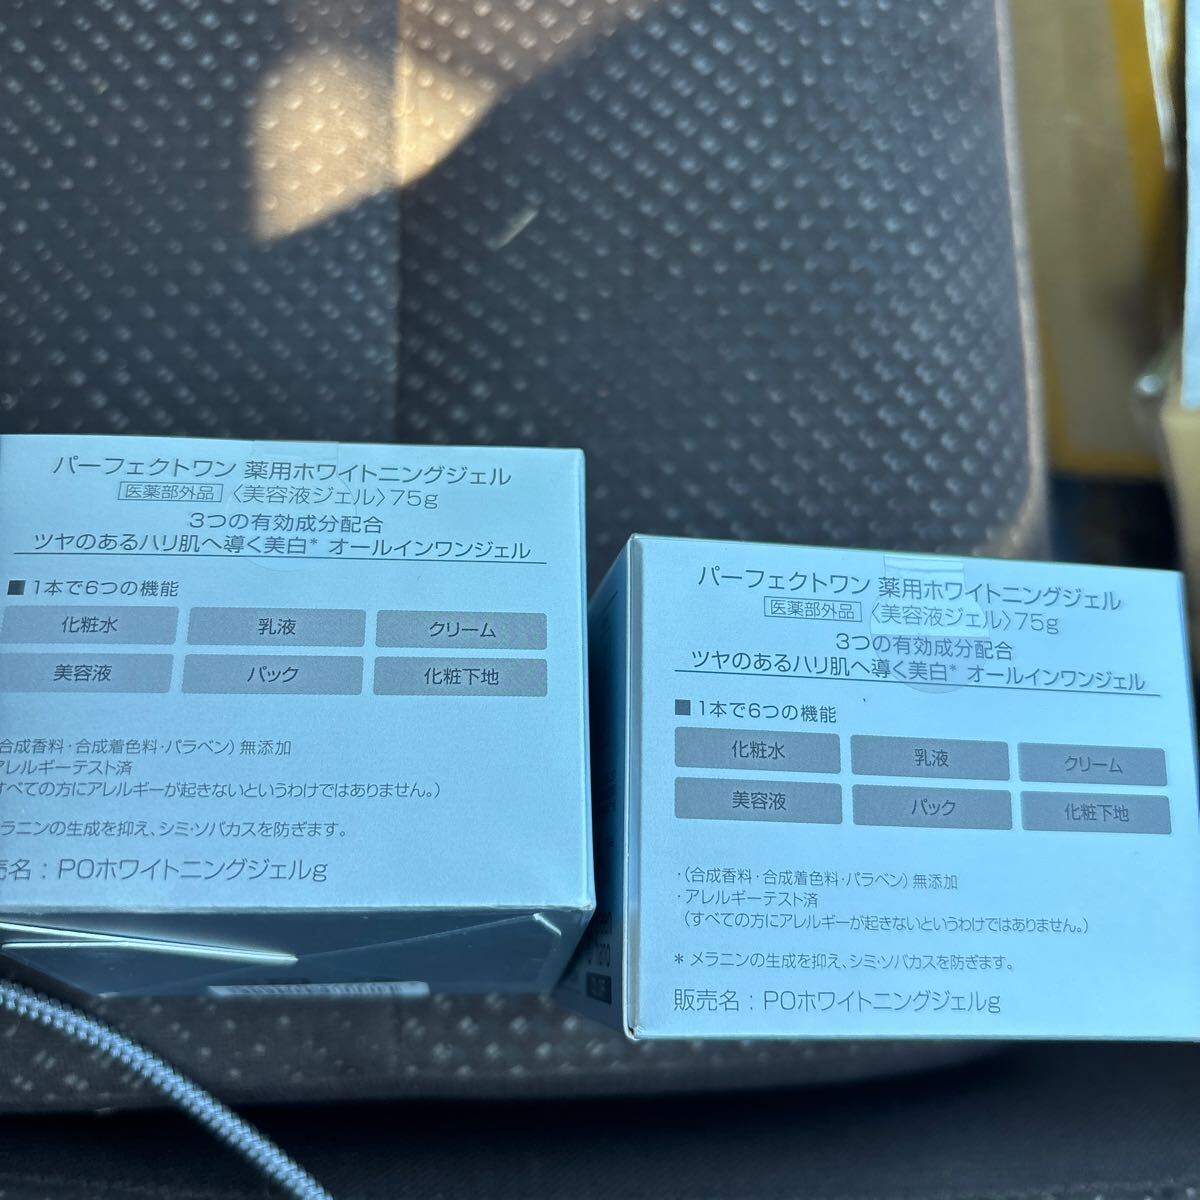 パーフェクトワン 薬用ホワイトニングジェル
医薬部外品 〈美容液ジェル〉75g
3つの有効成分配合
ツヤのあるハリ肌へ導く美白* オールインワンジェル
■1本で6つの機能
化粧水 乳液 クリーム
美容液 パック 化粧下地
合成香料・合成着色料・パラベン）無添加
アレルギーテスト済
すべての方にアレルギーが起きないというわけではありません。）
メラニンの生成を抑え、シミ・ソバカスを防ぎます。
売名：POホワイトニングジェルg
パーフェクトワン 薬用ホワイトニングジェル
医薬部外品 〈美容液ジェル〉75g
3つの有効成分配合
ツヤのあるハリ肌へ導く美白* オールインワンジェル
■1本で6つの機能
化粧水 乳液 クリーム
美容液 パック 化粧下地
・（合成香料・合成着色料・パラベン）無添加
・アレルギーテスト済
（すべての方にアレルギーが起きないというわけではありません。）
* メラニンの生成を抑え、シミ・ソバカスを防ぎます。
販売名：POホワイトニングジェルg